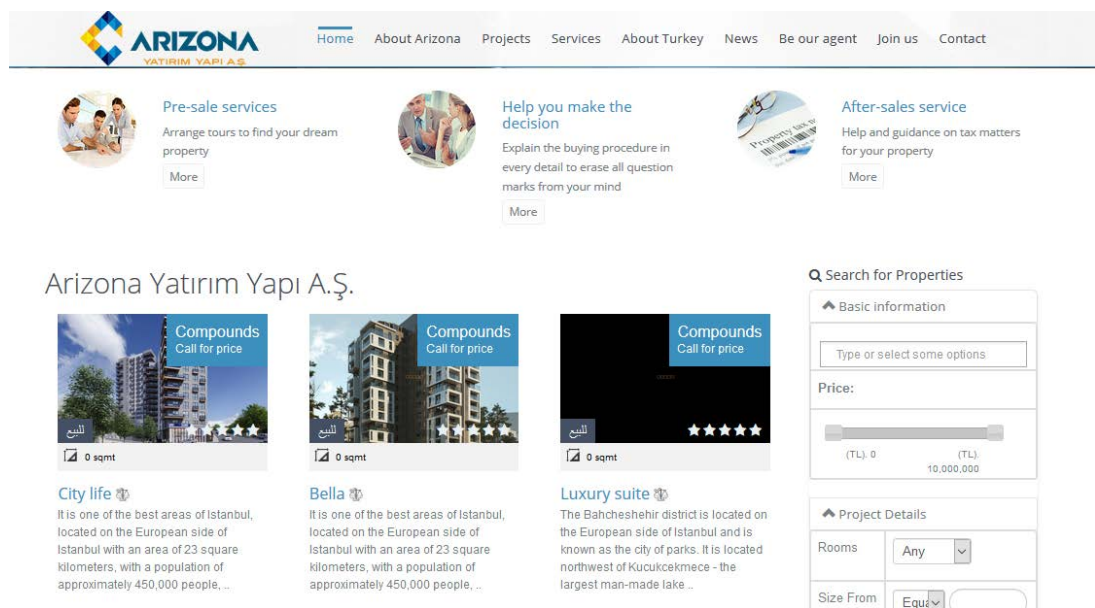 ARIZONA
YATIRIM YAPI A.Ş.
Home About Arizona Projects Services About Turkey News Be our agent Join us Contact
Pre-sale services
Arrange tours to find your dream
property
More
Help you make the
decision
Explain the buying procedure in
every detail to erase all question
marks from your mind
More
Property tax
After-sales service
Help and guidance on tax matters
for your property
More
Arizona Yatırım Yapı A.Ş.
Compounds
Call for price
للبيع
0 sqmt
City life
It is one of the best areas of Istanbul,
located on the European side of
Istanbul with an area of 23 square
kilometers, with a population of
approximately 450,000 people, ..
Compounds
Call for price
للبيع
0 sqmt
Bella
It is one of the best areas of Istanbul,
located on the European side of
Istanbul with an area of 23 square
kilometers, with a population of
approximately 450,000 people, ..
Compounds
Call for price
للبيع
0 sqmt
Luxury suite
The Bahcheshehir district is located on
the European side of Istanbul and is
known as the city of parks. It is located
northwest of Kucukcekmece - the
largest man-made lake ..
Search for Properties
Basic information
Type or select some options
Price:
(TL). 0
(TL).
10,000,000
Project Details
Rooms
Any
Size From
Equa